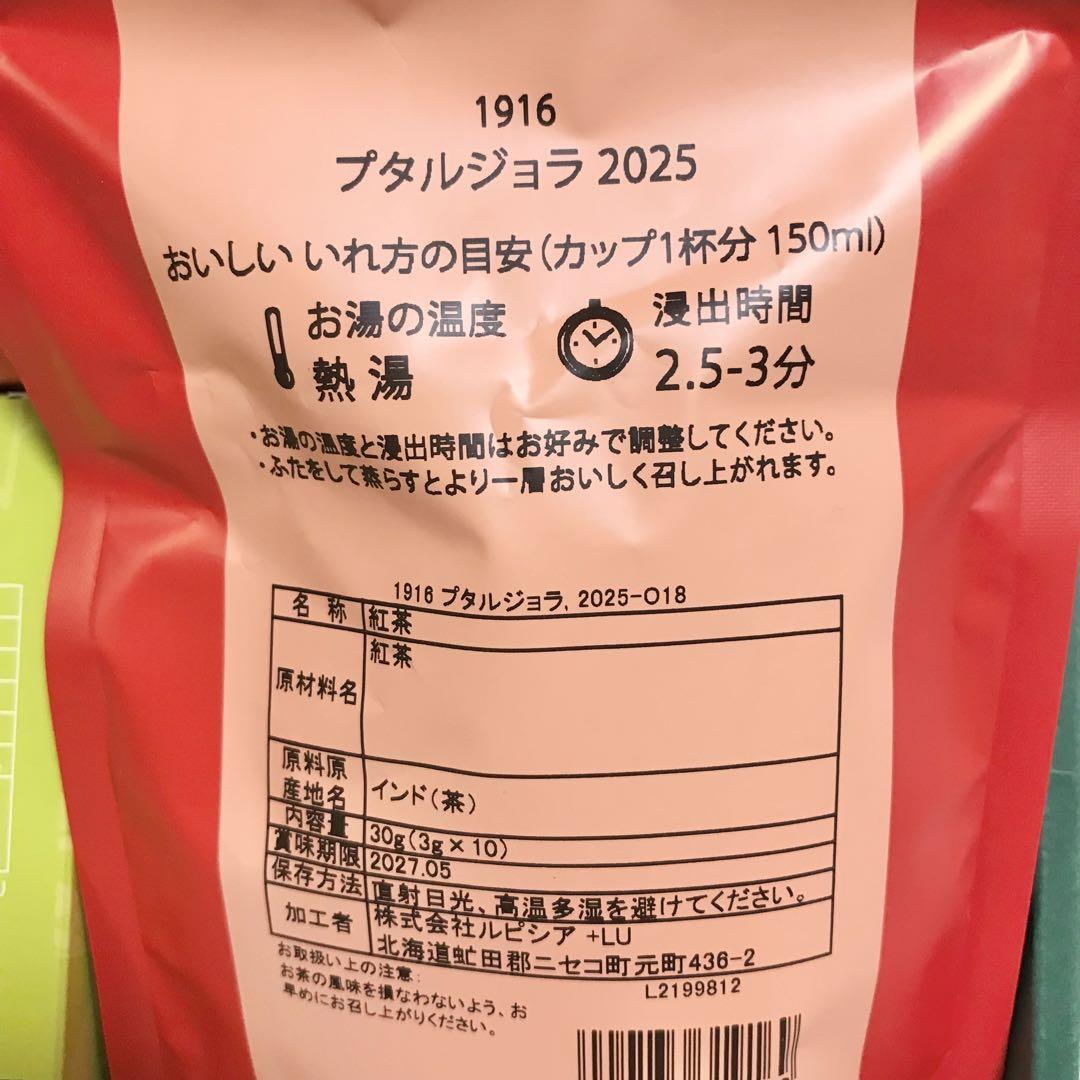 1916
プタルジョラ 2025
おいしい いれ方の目安(カップ1杯分 150ml)
お湯の温度
熱湯
浸出時間
2.5-3分
・お湯の温度と浸出時間はお好みで調整してください。
・ふたをして蒸らすとより一層おいしく召し上がれます。
1916 プタルジョラ, 2025-O18
名 称 紅茶
原材料名 紅茶
原料原
産地名 インド(茶)
内容量 30g(3g×10)
賞味期限 2027.05
保存方法 直射日光、高温多湿を避けてください。
加工者 株式会社ルピシア +LU
北海道虻田郡ニセコ町元町436-2
お取扱い上の注意:
お茶の風味を損なわないよう、お
早めにお召し上がりください。
L2199812